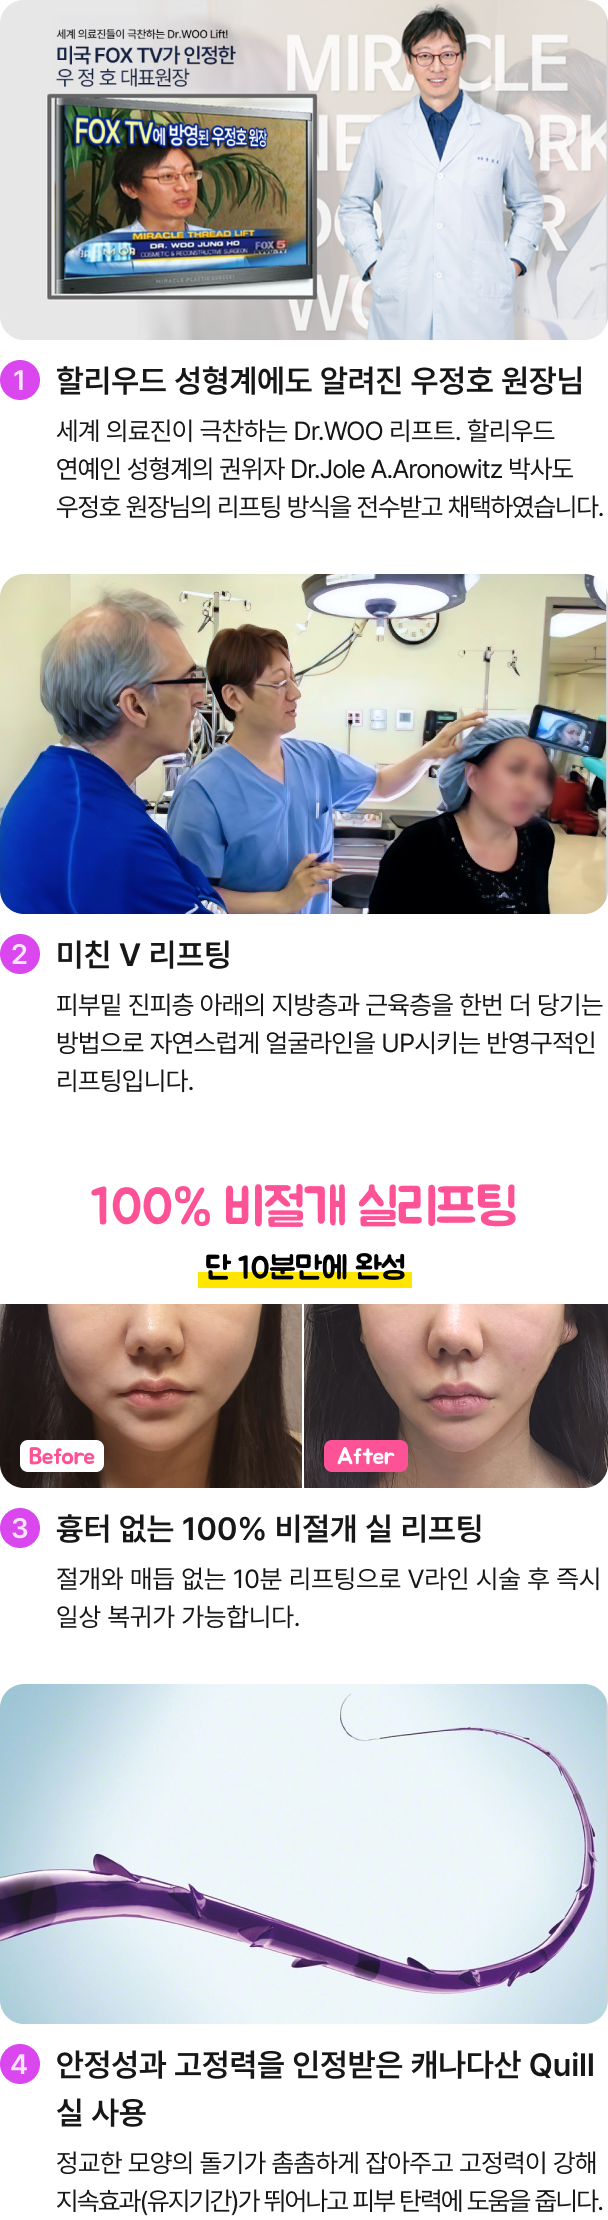 세계 의료진들이 극찬하는 Dr.WOO Lift!
미국 FOX TV가 인정한
우 정 호 대표원장
MIRACLE
NETWORK
DOCTOR
WOO
FOX TV에 방영된 우정호 원장
MIRACLE THREAD LIFT
DR. WOO JUNG HO
COSMETIC & RECONSTRUCTIVE SURGEON
FOX 5
MIRACLE PLASTIC SURGERY
1
할리우드 성형계에도 알려진 우정호 원장님
세계 의료진이 극찬하는 Dr.WOO 리프트. 할리우드
연예인 성형계의 권위자 Dr.Jole A.Aronowitz 박사도
우정호 원장님의 리프팅 방식을 전수받고 채택하였습니다.
2
미친 V 리프팅
피부밑 진피층 아래의 지방층과 근육층을 한번 더 당기는
방법으로 자연스럽게 얼굴라인을 UP시키는 반영구적인
리프팅입니다.
100% 비절개 실리프팅
단 10분만에 완성
Before
After
3
흉터 없는 100% 비절개 실 리프팅
절개와 매듭 없는 10분 리프팅으로 V라인 시술 후 즉시
일상 복귀가 가능합니다.
4
안정성과 고정력을 인정받은 캐나다산 Quill
실 사용
정교한 모양의 돌기가 촘촘하게 잡아주고 고정력이 강해
지속효과(유지기간)가 뛰어나고 피부 탄력에 도움을 줍니다.